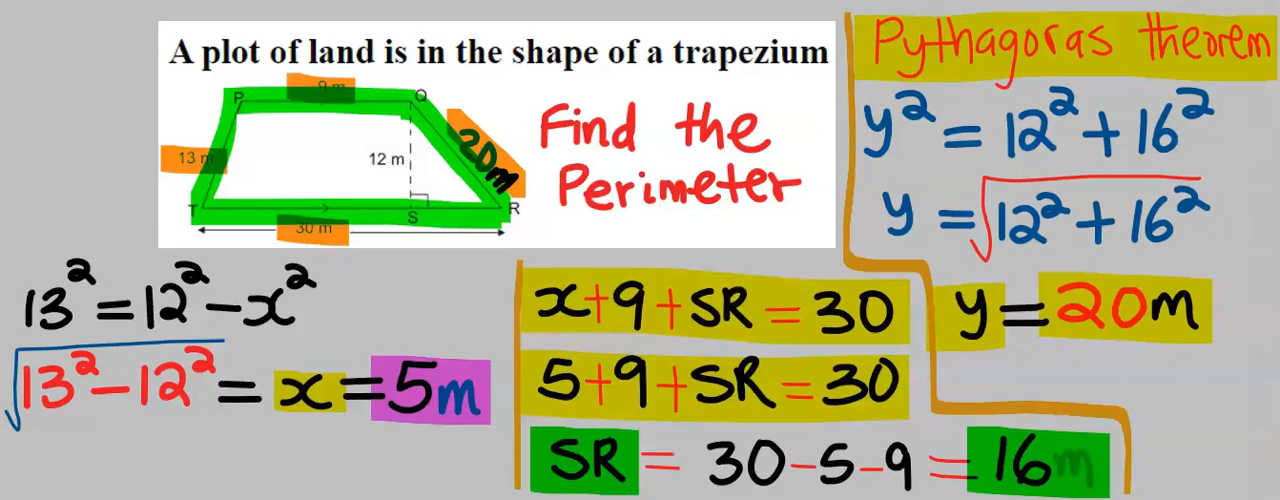 A plot of land is in the shape of a trapezium
9 m
P
Q
13 m
12 m
20m
T
S
R
30 m
Find the
Perimeter
Pythagoras theorem
y² = 12² + 16²
y = √12² + 16²
y = 20m
13² = 12² - x²
√13² - 12² = x = 5m
x + 9 + SR = 30
5 + 9 + SR = 30
SR = 30 - 5 - 9 = 16m